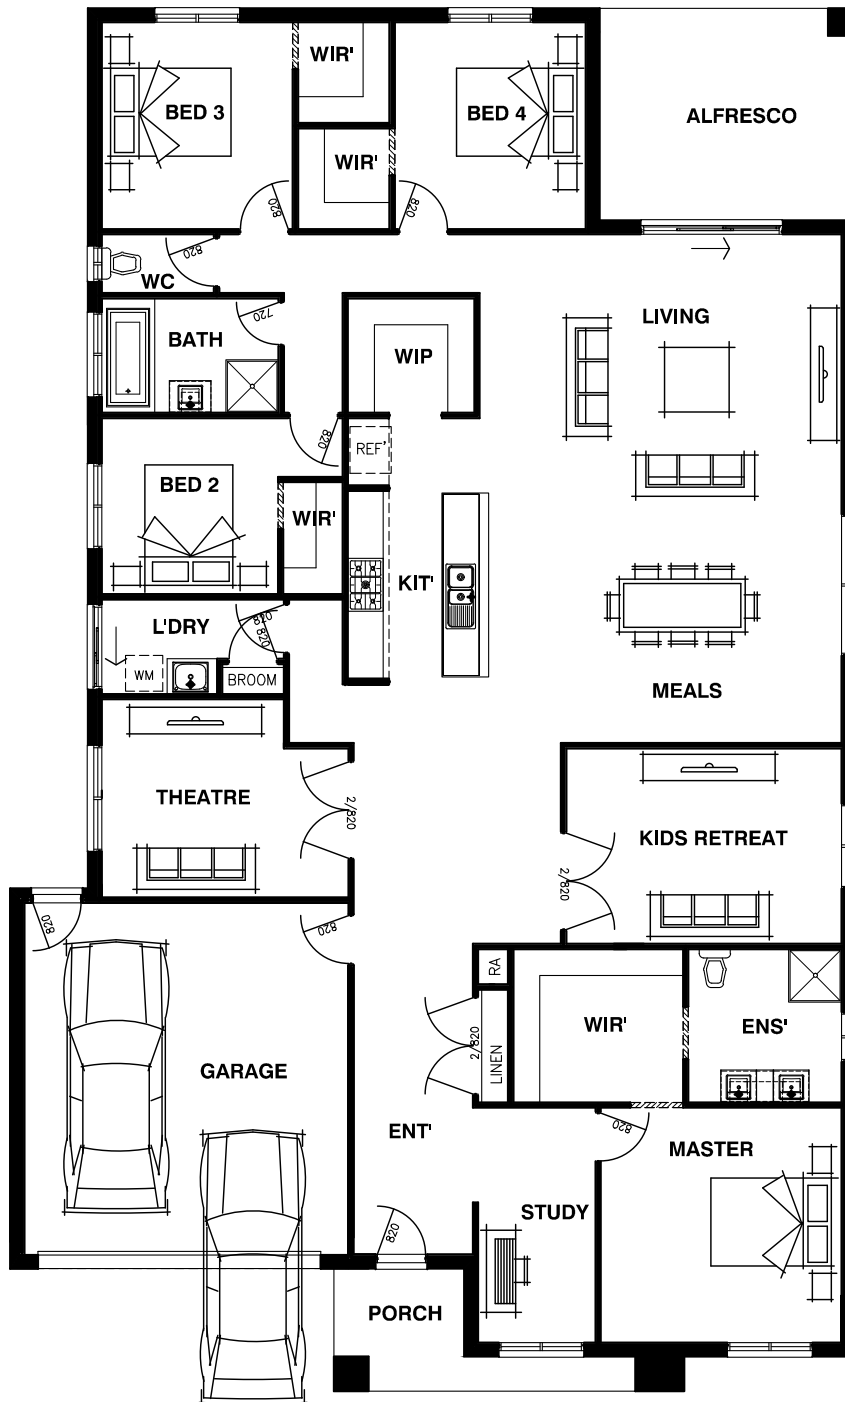 WIR'
BED 3
BED 4
ALFRESCO
WIR'
820
820
820
WC
720
LIVING
BATH
WIP
820
REF'
BED 2
WIR'
KIT'
820
L'DRY
820
WM
BROOM
MEALS
THEATRE
2/820
KIDS RETREAT
2/820
820
820
RA
WIR'
ENS'
2/820
LINEN
GARAGE
820
ENT'
MASTER
STUDY
820
PORCH